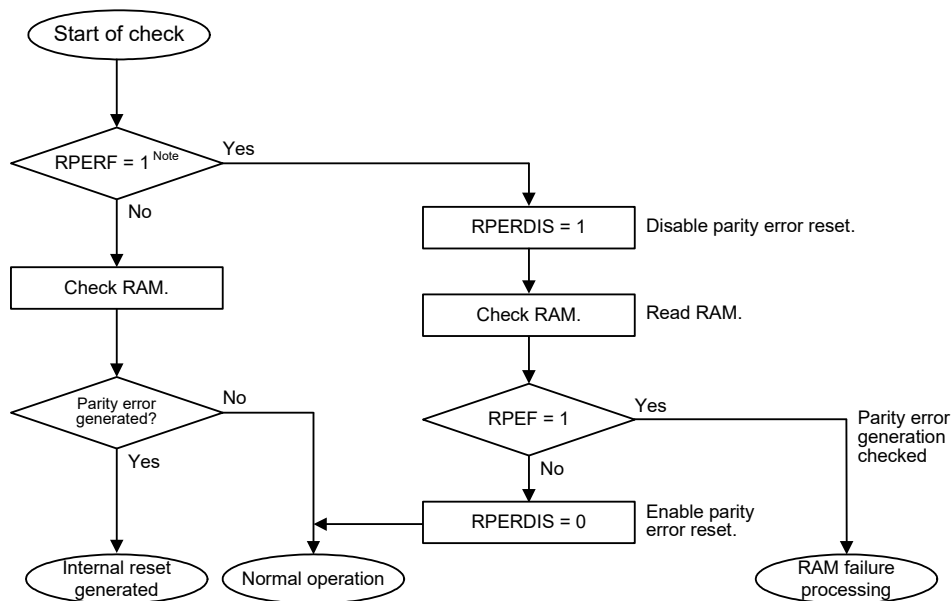 Start of check
RPERF = 1 Note
Yes
No
RPERDIS = 1
Disable parity error reset.
Check RAM.
Check RAM.
Read RAM.
Parity error
generated?
No
Yes
RPEF = 1
Yes
No
Parity error
generation
checked
RPERDIS = 0
Enable parity
error reset.
Internal reset
generated
Normal operation
RAM failure
processing